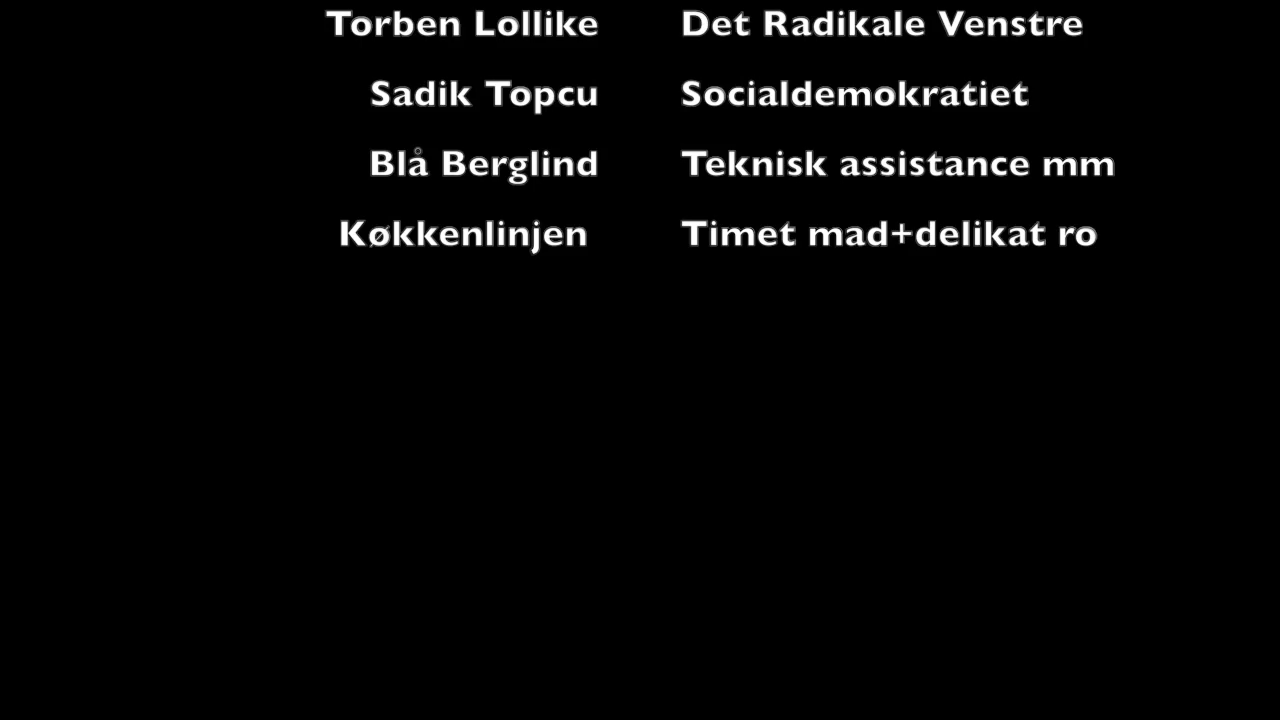 Torben Lollike Det Radikale Venstre
Sadik Topcu Socialdemokratiet
Blå Berglind Teknisk assistance mm
Køkkenlinjen Timet mad+delikat ro